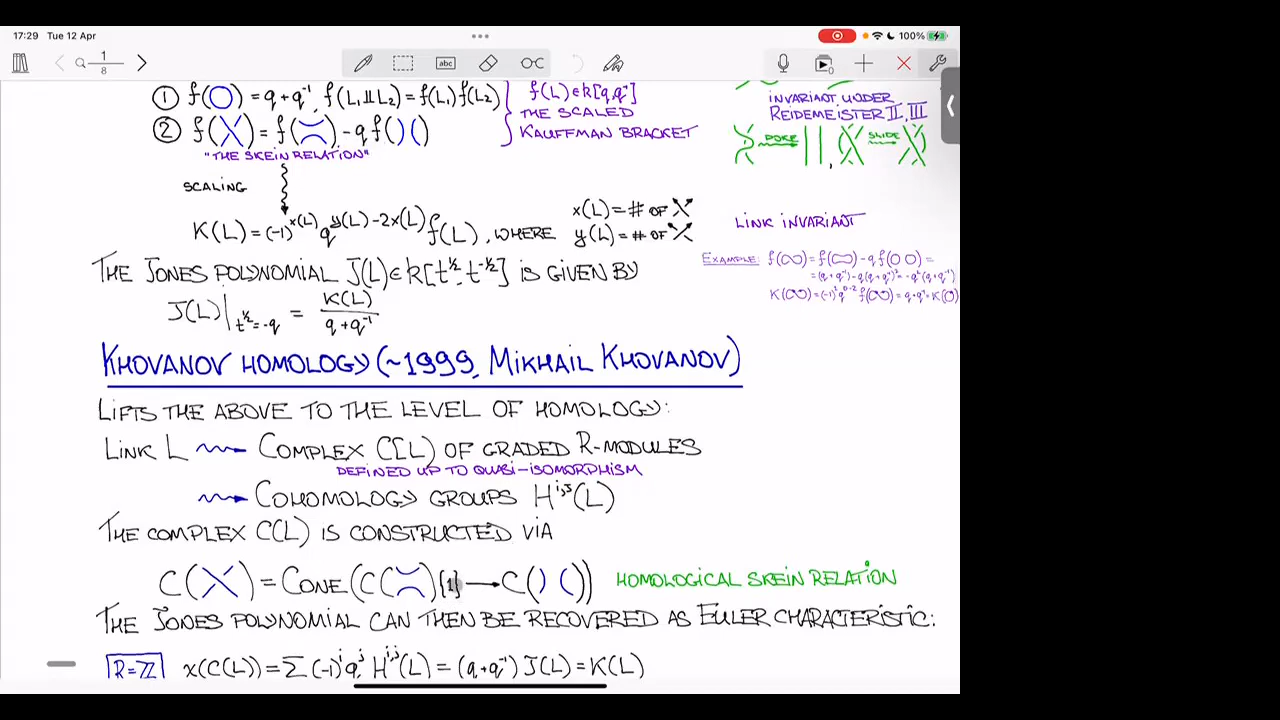 17:29 Tue 12 Apr
100%
1
8
abc
① f(◯) = q + q⁻¹, f(L₁ ⨿ L₂) = f(L₁) f(L₂)
f(L) ∈ k[q, q⁻¹]
THE SCALED
KAUFFMAN BRACKET
② f(╳) = f(≍) - q f( )( )
"THE SKEIN RELATION"
INVARIANT UNDER
REIDEMEISTER II, III
POKE
SLIDE
SCALING
K(L) = (-1)^{x(L)} q^{y(L) - 2x(L)} f(L), WHERE
x(L) = # OF ╳
y(L) = # OF ╳
LINK INVARIANT
THE JONES POLYNOMIAL J(L) ∈ k[t^{1/2}, t^{-1/2}] IS GIVEN BY
J(L)|_{t^{1/2} = -q} = K(L) / (q + q⁻¹)
EXAMPLE:
KHOVANOV HOMOLOGY (~1999, MIKHAIL KHOVANOV)
LIFTS THE ABOVE TO THE LEVEL OF HOMOLOGY:
LINK L ⇝ COMPLEX C(L) OF GRADED R-MODULES
DEFINED UP TO QUASI-ISOMORPHISM
⇝ COHOMOLOGY GROUPS H^{i,j}(L)
THE COMPLEX C(L) IS CONSTRUCTED VIA
C(╳) = CONE(C(≍)[1] → C( )( )) HOMOLOGICAL SKEIN RELATION
THE JONES POLYNOMIAL CAN THEN BE RECOVERED AS EULER CHARACTERISTIC:
R=ℤ χ(C(L)) = Σ (-1)^i q^j H^{i,j}(L) = (q + q⁻¹) J(L) = K(L)